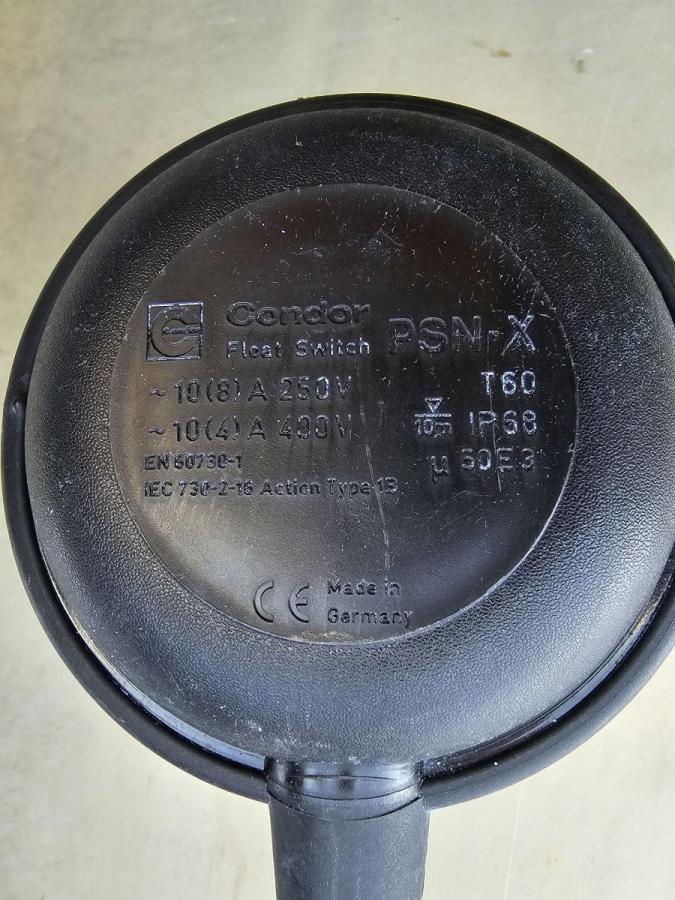 Condor PSN-X
Float Switch
~ 10(8)A 250V T60
~ 10(4)A 400V 10m IP68
EN 60730-1 µ 50E3
IEC 730-2-16 Action Type 1B
CE Made in
Germany